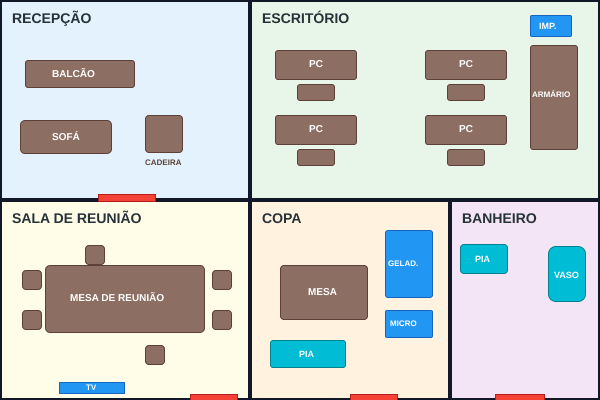 RECEPÇÃO
BALCÃO
SOFÁ
CADEIRA
ESCRITÓRIO
IMP.
PC
PC
ARMÁRIO
PC
PC
SALA DE REUNIÃO
MESA DE REUNIÃO
TV
COPA
GELAD.
MESA
MICRO
PIA
BANHEIRO
PIA
VASO